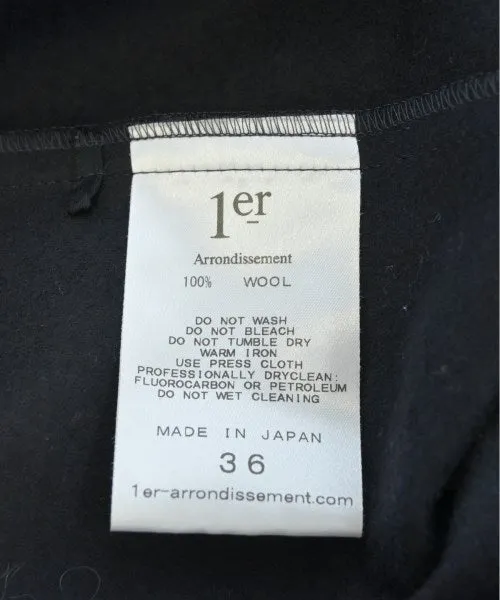 1er
Arrondissement
100% WOOL
DO NOT WASH
DO NOT BLEACH
DO NOT TUMBLE DRY
WARM IRON
USE PRESS CLOTH
PROFESSIONALLY DRYCLEAN:
FLUOROCARBON OR PETROLEUM
DO NOT WET CLEANING
MADE IN JAPAN
36
1er-arrondissement.com